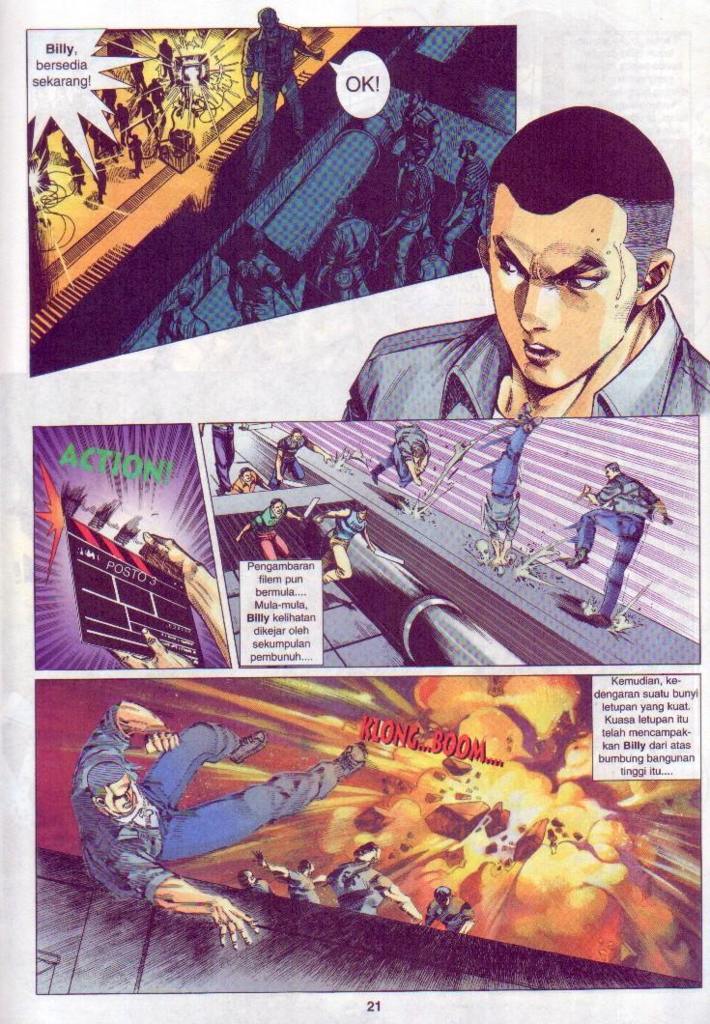 Billy,
bersedia
sekarang!
OK!
ACTION!
POSTO 3
Pengambaran
filem pun
bermula....
Mula-mula,
Billy kelihatan
dikejar oleh
sekumpulan
pembunuh....
Kemudian, ke-
dengaran suatu bunyi
letupan yang kuat.
Kuasa letupan itu
telah mencampak-
kan Billy dari atas
bumbung bangunan
tinggi itu....
KLONG...BOOM....
21